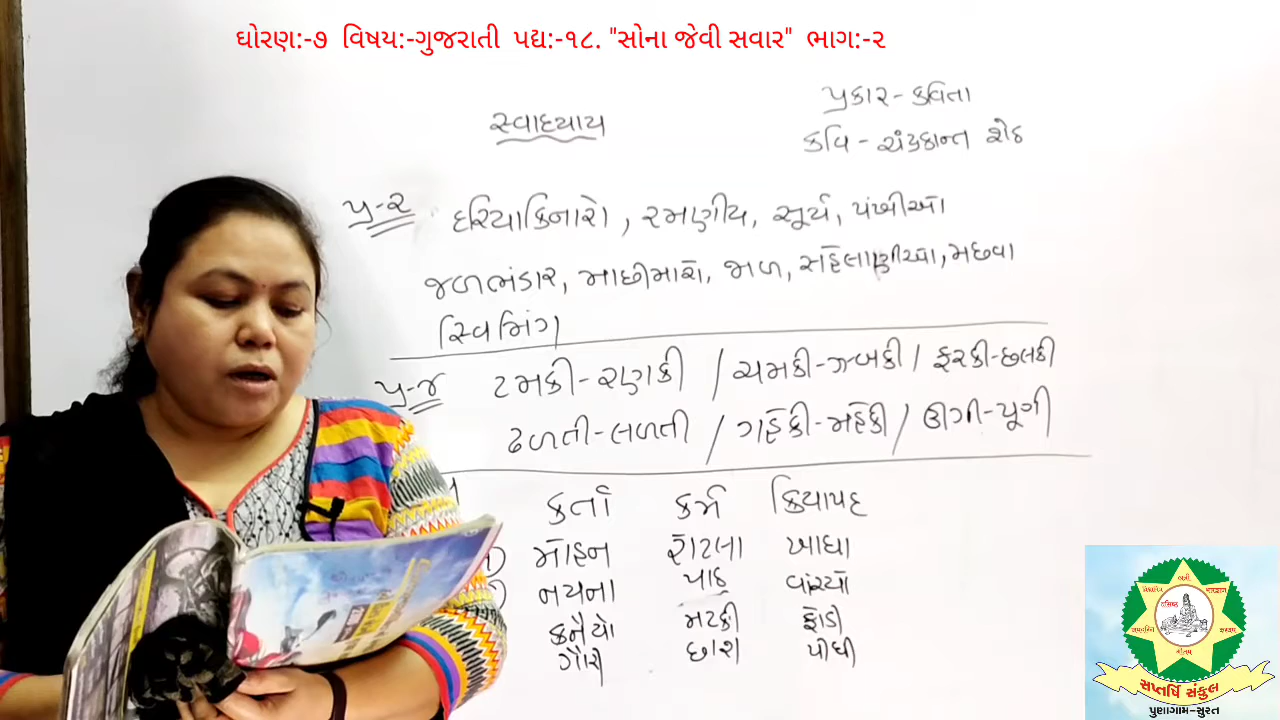 ધોરણ:-૭ વિષય:-ગુજરાતી પદ્ય:-૧૮. "સોના જેવી સવાર" ભાગ:-૨
સ્વાધ્યાય
પ્રકાર - કવિતા
કવિ - ચંદ્રકાન્ત શેઠ
પ્ર-૨ દરિયાકિનારો, રમણીય, સૂર્ય, પંખીઓ
જળભંડાર, માછીમારો, જાળ, સહેલાણીઓ, મછવા
સ્વિમિંગ
પ્ર-૪ ટમકી-રણકી / ચમકી-ઝબકી / ફરકી-છલકી
ઢળતી-લળતી / ગહેકી-મહેકી / ઊગી-પૂગી
કર્તા કર્મ ક્રિયાપદ
મોહન રોટલા ખાધા
નયના પાઠ વાંચ્યો
કનૈયો મટકી ફોડી
ગૌરી છાશ પીધી
સપ્તર્ષિ સંકુલ
પુણાગામ-સુરત